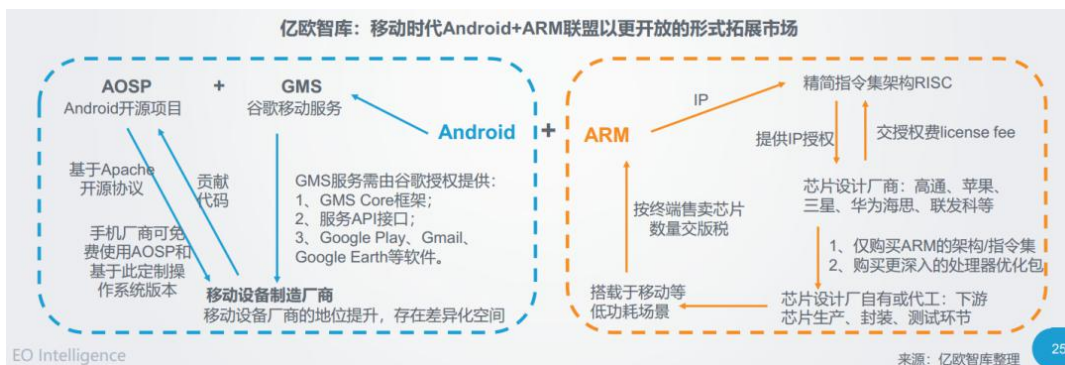 亿欧智库：移动时代Android+ARM联盟以更开放的形式拓展市场
AOSP
Android开源项目
+
GMS
谷歌移动服务
Android
基于Apache
开源协议
贡献
代码
手机厂商可免
费使用AOSP和
基于此定制操
作系统版本
GMS服务需由谷歌授权提供：
1、GMS Core框架；
2、服务API接口；
3、Google Play、Gmail、
Google Earth等软件。
移动设备制造厂商
移动设备厂商的地位提升，存在差异化空间
+
ARM
IP
精简指令集架构RISC
提供IP授权
交授权费license fee
芯片设计厂商：高通、苹果、
三星、华为海思、联发科等
按终端售卖芯片
数量交版税
1、仅购买ARM的架构/指令集
2、购买更深入的处理器优化包
搭载于移动等
低功耗场景
芯片设计厂自有或代工：下游
芯片生产、封装、测试环节
EO Intelligence
来源：亿欧智库整理
25